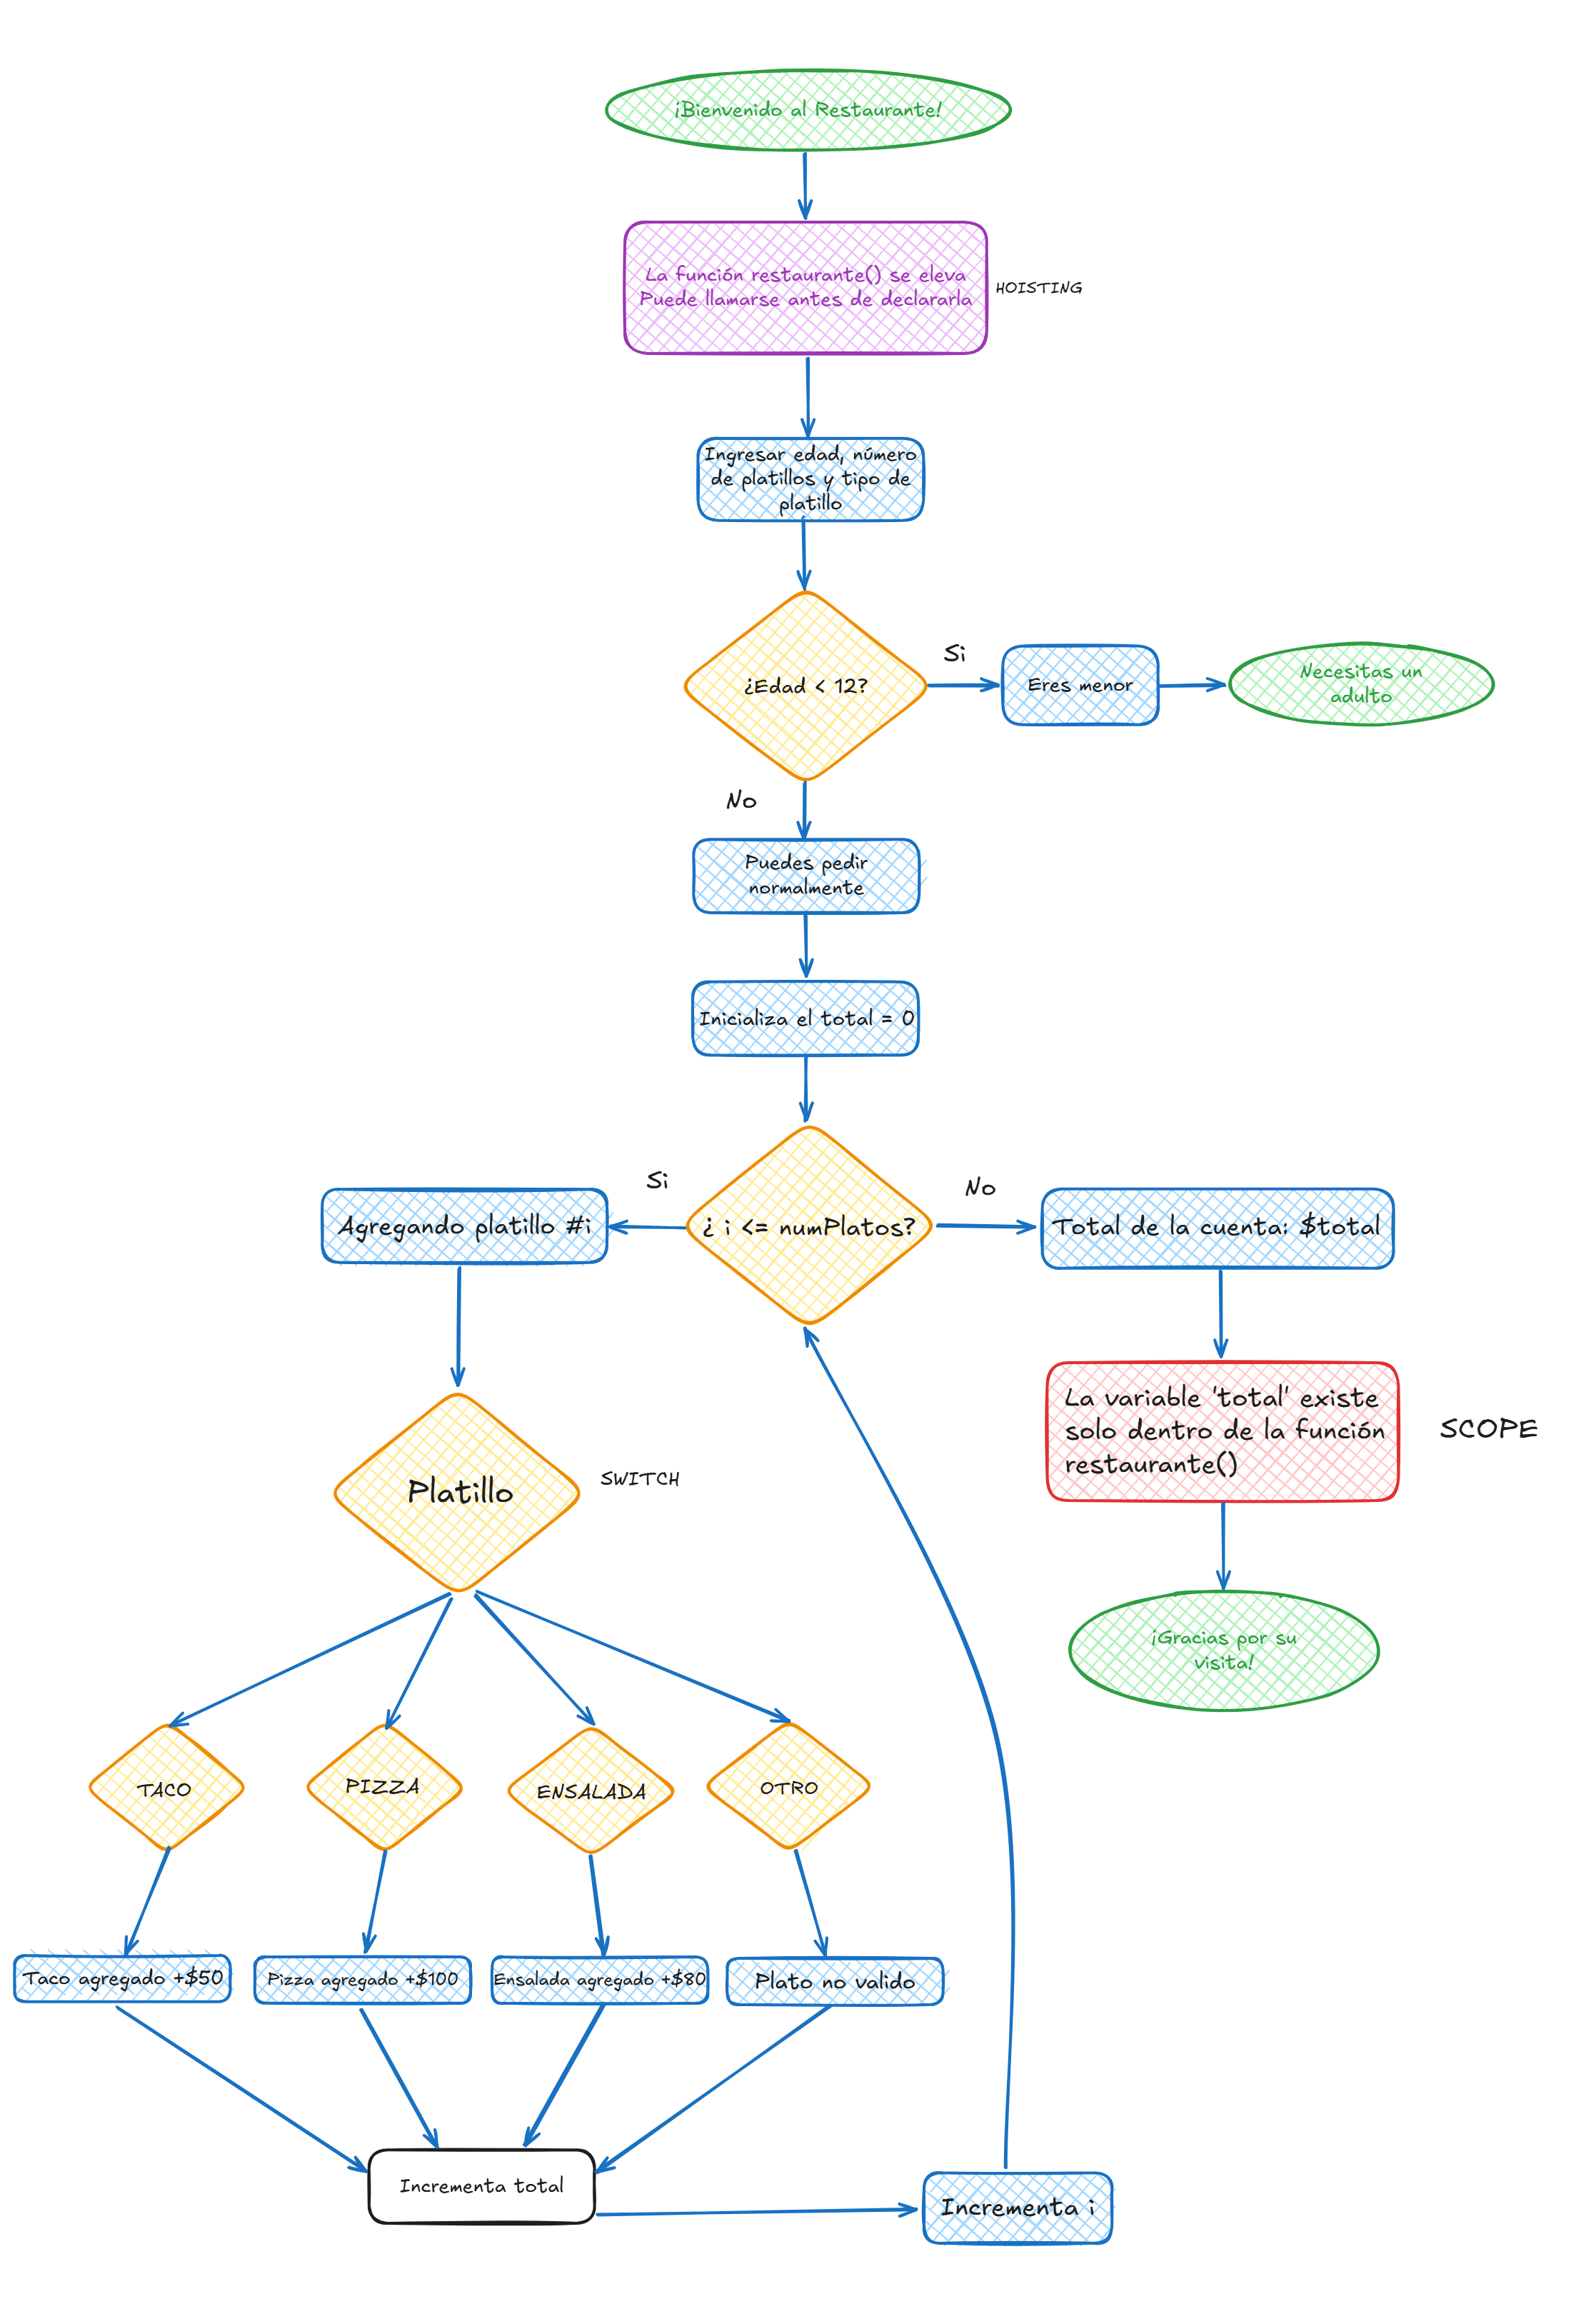 ¡Bienvenido al Restaurante!
La función restaurante() se eleva
Puede llamarse antes de declararla
HOISTING
Ingresar edad, número
de platillos y tipo de
platillo
¿Edad < 12?
Si
Eres menor
Necesitas un
adulto
No
Puedes pedir
normalmente
Inicializa el total = 0
¿ i <= numPlatos?
Si
Agregando platillo #i
No
Total de la cuenta: $total
La variable 'total' existe
solo dentro de la función
restaurante()
SCOPE
¡Gracias por su
visita!
Platillo
SWITCH
TACO
PIZZA
ENSALADA
OTRO
Taco agregado +$50
Pizza agregado +$100
Ensalada agregado +$80
Plato no valido
Incrementa total
Incrementa i